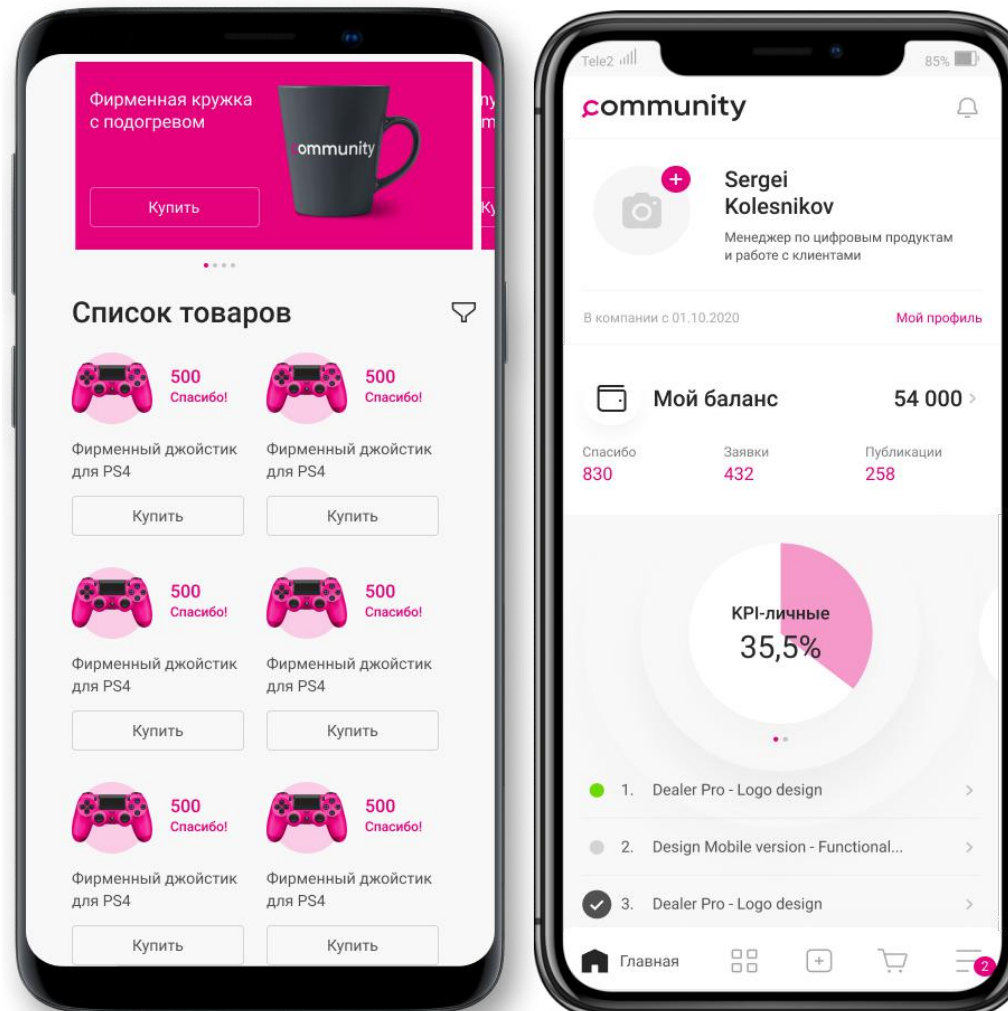 Фирменная кружка
с подогревом
ommunity
Купить
Список товаров
500
Спасибо!
500
Спасибо!
Фирменный джойстик
для PS4
Фирменный джойстик
для PS4
Купить
Купить
500
Спасибо!
500
Спасибо!
Фирменный джойстик
для PS4
Фирменный джойстик
для PS4
Купить
Купить
500
Спасибо!
500
Спасибо!
Фирменный джойстик
для PS4
Фирменный джойстик
для PS4
Купить
Купить
Tele2
85%
community
Sergei
Kolesnikov
Менеджер по цифровым продуктам
и работе с клиентами
В компании с 01.10.2020
Мой профиль
Мой баланс
54 000
Спасибо
Заявки
Публикации
830
432
258
KPI-личные
35,5%
1. Dealer Pro - Logo design
2. Design Mobile version - Functional...
3. Dealer Pro - Logo design
Главная
2